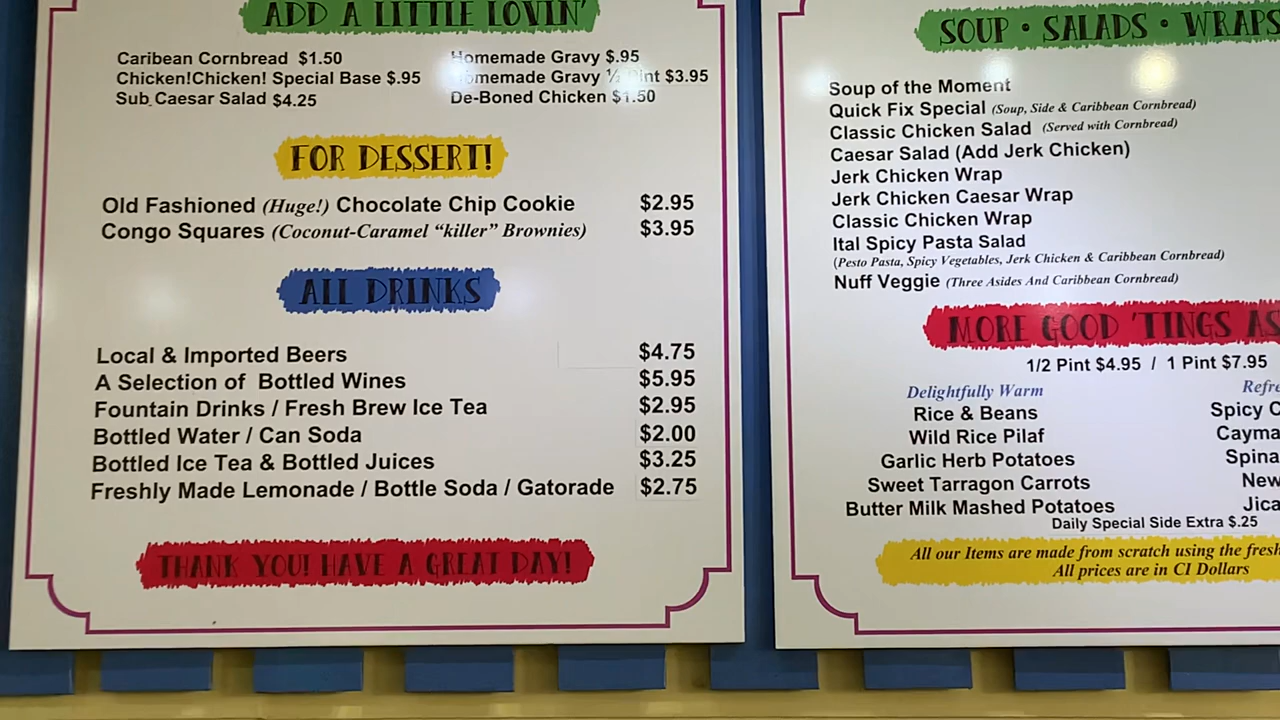 ADD A LITTLE LOVIN'
Caribean Cornbread $1.50
Chicken!Chicken! Special Base $.95
Sub Caesar Salad $4.25
Homemade Gravy $.95
Homemade Gravy ½ Pint $3.95
De-Boned Chicken $1.50
FOR DESSERT!
Old Fashioned (Huge!) Chocolate Chip Cookie $2.95
Congo Squares (Coconut-Caramel “killer” Brownies) $3.95
ALL DRINKS
Local & Imported Beers $4.75
A Selection of Bottled Wines $5.95
Fountain Drinks / Fresh Brew Ice Tea $2.95
Bottled Water / Can Soda $2.00
Bottled Ice Tea & Bottled Juices $3.25
Freshly Made Lemonade / Bottle Soda / Gatorade $2.75
THANK YOU! HAVE A GREAT DAY!
SOUP • SALADS • WRAPS
Soup of the Moment
Quick Fix Special (Soup, Side & Caribbean Cornbread)
Classic Chicken Salad (Served with Cornbread)
Caesar Salad (Add Jerk Chicken)
Jerk Chicken Wrap
Jerk Chicken Caesar Wrap
Classic Chicken Wrap
Ital Spicy Pasta Salad
(Pesto Pasta, Spicy Vegetables, Jerk Chicken & Caribbean Cornbread)
Nuff Veggie (Three Asides And Caribbean Cornbread)
MORE GOOD 'TINGS
1/2 Pint $4.95 / 1 Pint $7.95
Delightfully Warm
Rice & Beans
Wild Rice Pilaf
Garlic Herb Potatoes
Sweet Tarragon Carrots
Butter Milk Mashed Potatoes
Spicy
New
Daily Special Side Extra $.25
All our Items are made from scratch using the
All prices are in CI Dollars